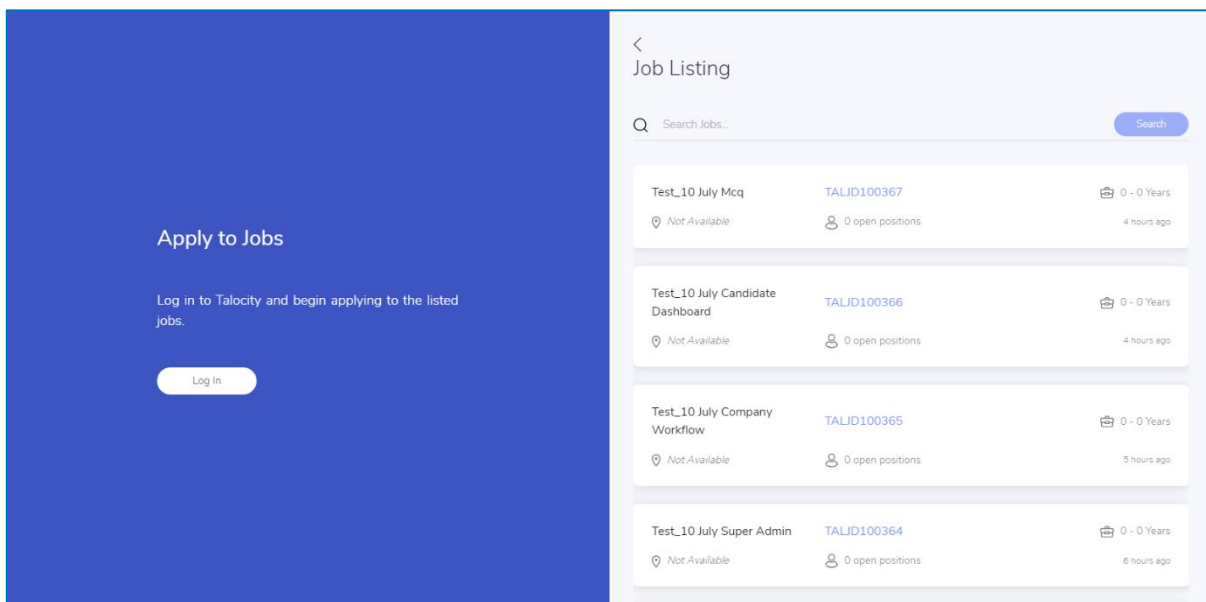 Apply to Jobs
Log in to Talocity and begin applying to the listed
jobs.
Log In
Job Listing
Search Jobs...
Search
Test_10 July Mcq
TALJD100367
0 - 0 Years
Not Available
0 open positions
4 hours ago
Test_10 July Candidate
Dashboard
TALJD100366
0 - 0 Years
Not Available
0 open positions
4 hours ago
Test_10 July Company
Workflow
TALJD100365
0 - 0 Years
Not Available
0 open positions
5 hours ago
Test_10 July Super Admin
TALJD100364
0 - 0 Years
Not Available
0 open positions
6 hours ago